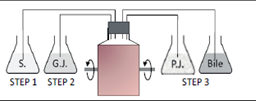 S. G.J. P.J. Bile
STEP 1 STEP 2 STEP 3